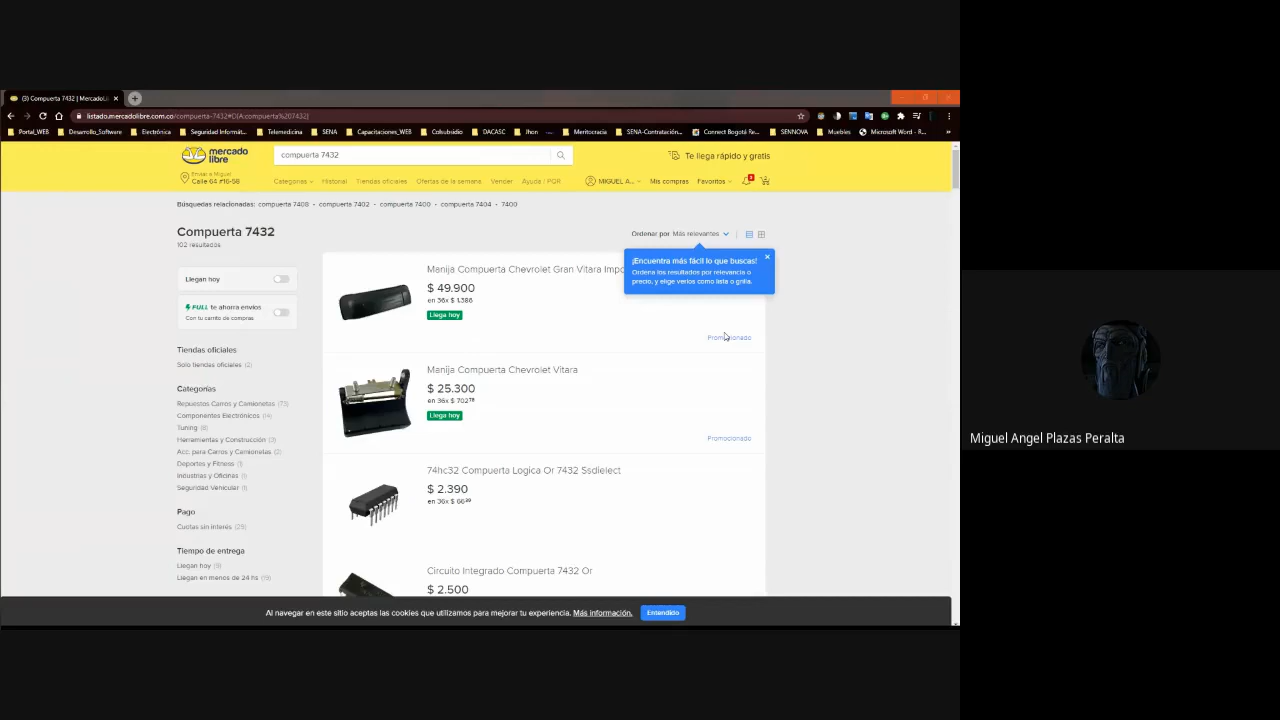 (3) Compuerta 7432 | MercadoLi
listado.mercadolibre.com.co/compuerta-7432#D[A:compuerta%207432]
Portal_WEB
Desarrollo_Software
Electrónica
Seguridad Informát...
Telemedicina
SENA
Capacitaciones_WEB
Colsubsidio
DACASC
Jhon
Meritocracia
SENA-Contratación...
Connect Bogotá Re...
SENNOVA
Muebles
Microsoft Word - R...
mercado libre
compuerta 7432
Te llega rápido y gratis
Enviar a Miguel
Calle 64 #16-58
Categorías
Historial
Tiendas oficiales
Ofertas de la semana
Vender
Ayuda / PQR
MIGUEL A...
Mis compras
Favoritos
Búsquedas relacionadas: compuerta 7408 - compuerta 7402 - compuerta 7400 - compuerta 7404 - 7400
Compuerta 7432
102 resultados
Ordenar por Más relevantes
¡Encuentra más fácil lo que buscas!
Ordena los resultados por relevancia o
precio, y elige verlos como lista o grilla.
Llegan hoy
FULL te ahorra envíos
Con tu carrito de compras
Tiendas oficiales
Solo tiendas oficiales (2)
Categorías
Repuestos Carros y Camionetas (73)
Componentes Electrónicos (14)
Tuning (8)
Herramientas y Construcción (3)
Acc. para Carros y Camionetas (2)
Deportes y Fitness (1)
Industrias y Oficinas (1)
Seguridad Vehicular (1)
Pago
Cuotas sin interés (29)
Tiempo de entrega
Llegan hoy (9)
Llegan en menos de 24 hs (19)
Manija Compuerta Chevrolet Gran Vitara Impo
$ 49.900
en 36x $ 1.386
Llega hoy
Promocionado
Manija Compuerta Chevrolet Vitara
$ 25.300
en 36x $ 702⁷⁸
Llega hoy
Promocionado
74hc32 Compuerta Logica Or 7432 Ssdielect
$ 2.390
en 36x $ 66³⁹
Circuito Integrado Compuerta 7432 Or
$ 2.500
Al navegar en este sitio aceptas las cookies que utilizamos para mejorar tu experiencia. Más información.
Entendido
Miguel Angel Plazas Peralta